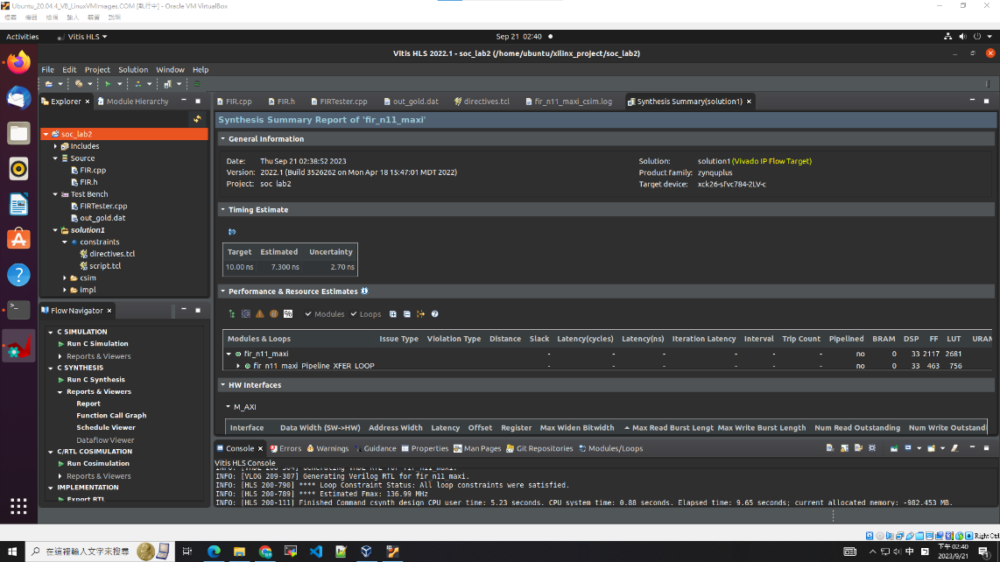 Ubuntu_20.04.4_VB_LinuxVMImages.COM [執行中] - Oracle VM VirtualBox
檔案 機器 檢視 輸入 裝置 說明
Activities Vitis HLS Sep 21 02:40
Vitis HLS 2022.1 - soc_lab2 (/home/ubuntu/xilinx_project/soc_lab2)
File Edit Project Solution Window Help
Explorer Module Hierarchy
FIR.cpp FIR.h FIRTester.cpp out_gold.dat directives.tcl fir_n11_maxi_csim.log Synthesis Summary(solution1)
soc_lab2
Includes
Source
FIR.cpp
FIR.h
Test Bench
FIRTester.cpp
out_gold.dat
solution1
constraints
directives.tcl
script.tcl
csim
impl
Flow Navigator
C SIMULATION
Run C Simulation
Reports & Viewers
C SYNTHESIS
Run C Synthesis
Reports & Viewers
Report
Function Call Graph
Schedule Viewer
Dataflow Viewer
C/RTL COSIMULATION
Run Cosimulation
Reports & Viewers
IMPLEMENTATION
Export RTL
Synthesis Summary Report of 'fir_n11_maxi'
General Information
Date: Thu Sep 21 02:38:52 2023
Version: 2022.1 (Build 3526262 on Mon Apr 18 15:47:01 MDT 2022)
Project: soc_lab2
Solution: solution1 (Vivado IP Flow Target)
Product family: zynquplus
Target device: xck26-sfvc784-2LV-c
Timing Estimate
Target Estimated Uncertainty
10.00 ns 7.300 ns 2.70 ns
Performance & Resource Estimates
% Modules Loops
Modules & Loops Issue Type Violation Type Distance Slack Latency(cycles) Latency(ns) Iteration Latency Interval Trip Count Pipelined BRAM DSP FF LUT URAM
fir_n11_maxi - - - - - - no 0 33 2117 2681
fir_n11_maxi_Pipeline_XFER_LOOP - - - - - - no 0 33 463 756
HW Interfaces
M_AXI
Interface Data Width (SW->HW) Address Width Latency Offset Register Max Widen Bitwidth Max Read Burst Lengt Max Write Burst Length Num Read Outstanding Num Write Outstandi
Console Errors Warnings Guidance Properties Man Pages Git Repositories Modules/Loops
Vitis HLS Console
INFO: [VHDL 208-304] Generating VHDL RTL for fir_n11_maxi.
INFO: [VLOG 209-307] Generating Verilog RTL for fir_n11_maxi.
INFO: [HLS 200-790] **** Loop Constraint Status: All loop constraints were satisfied.
INFO: [HLS 200-789] **** Estimated Fmax: 136.99 MHz
INFO: [HLS 200-111] Finished Command csynth_design CPU user time: 5.23 seconds. CPU system time: 0.88 seconds. Elapsed time: 9.65 seconds; current allocated memory: -982.453 MB.
Right Ctrl
在這裡輸入文字來搜尋
中
下午 02:40
2023/9/21